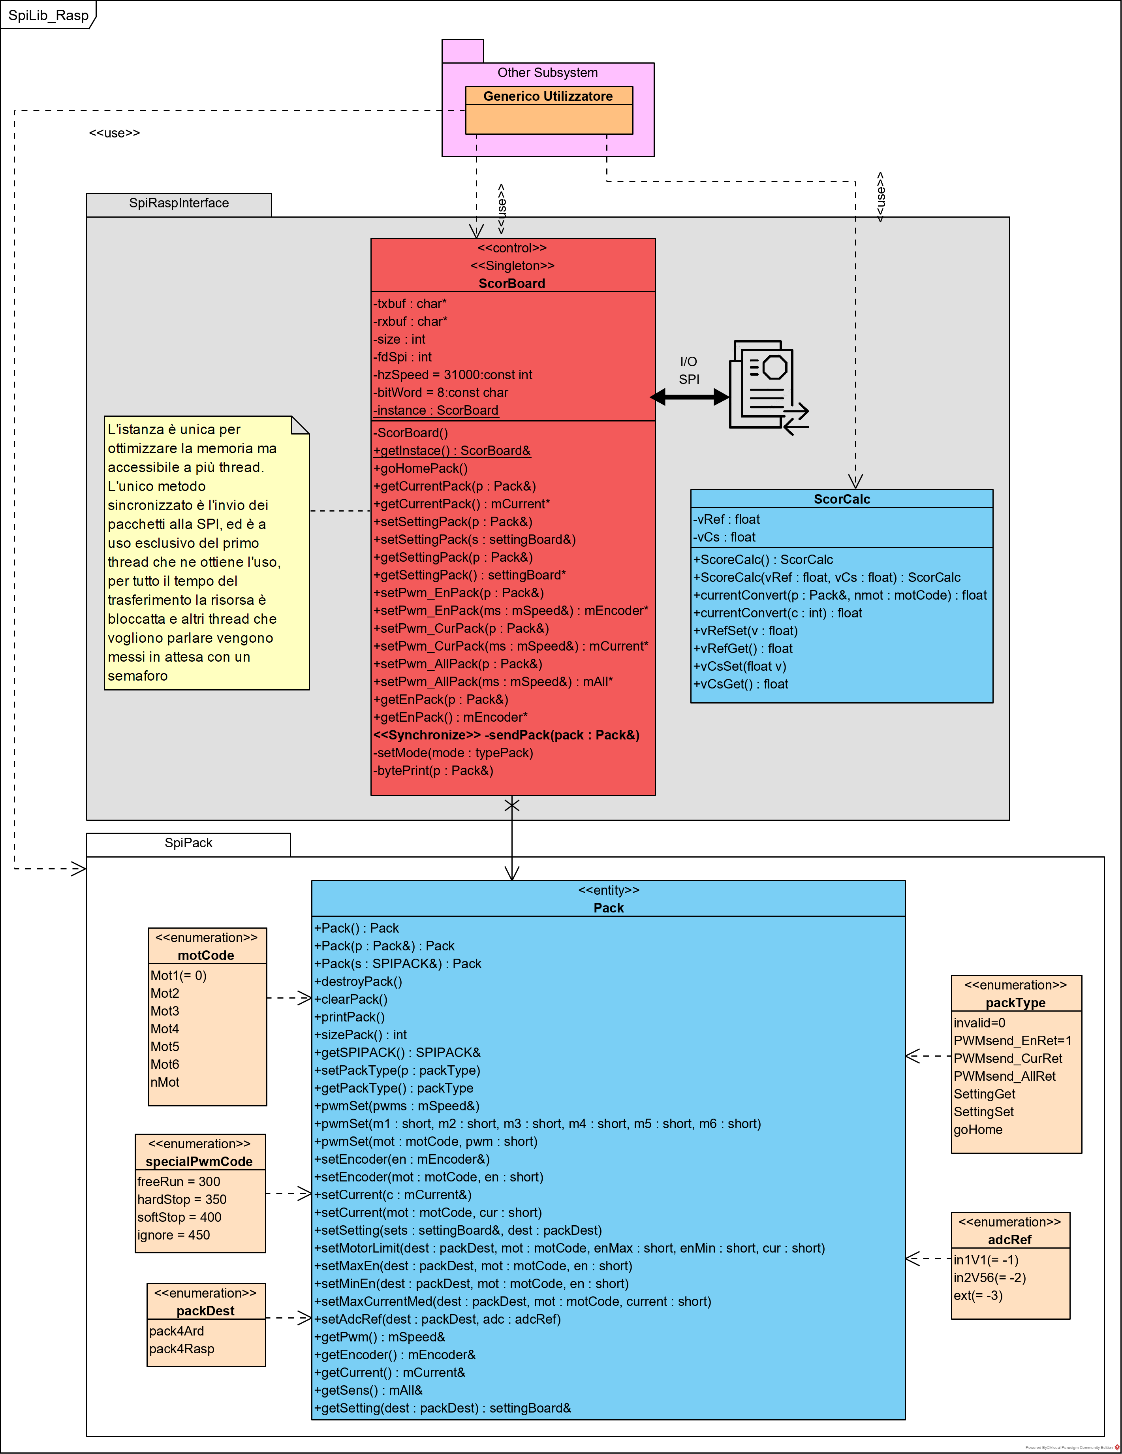 SpiLib_Rasp
Other Subsystem
Generico Utilizzatore
<<use>>
<<use>>
<<use>>
SpiRaspInterface
<<control>>
<<Singleton>>
ScorBoard
-txbuf : char*
-rxbuf : char*
-size : int
-fdSpi : int
-hzSpeed = 31000:const int
-bitWord = 8:const char
-instance : ScorBoard
-ScorBoard()
+getInstace() : ScorBoard&
+goHomePack()
+getCurrentPack(p : Pack&)
+getCurrentPack() : mCurrent*
+setSettingPack(p : Pack&)
+setSettingPack(s : settingBoard&)
+getSettingPack(p : Pack&)
+getSettingPack() : settingBoard*
+setPwm_EnPack(p : Pack&)
+setPwm_EnPack(ms : mSpeed&) : mEncoder*
+setPwm_CurPack(p : Pack&)
+setPwm_CurPack(ms : mSpeed&) : mCurrent*
+setPwm_AllPack(p : Pack&)
+setPwm_AllPack(ms : mSpeed&) : mAll*
+getEnPack(p : Pack&)
+getEnPack() : mEncoder*
<<Synchronize>> -sendPack(pack : Pack&)
-setMode(mode : typePack)
-bytePrint(p : Pack&)
I/O
SPI
L'istanza è unica per
ottimizzare la memoria ma
accessibile a più thread.
L'unico metodo
sincronizzato è l'invio dei
pacchetti alla SPI, ed è a
uso esclusivo del primo
thread che ne ottiene l'uso,
per tutto il tempo del
trasferimento la risorsa è
bloccatta e altri thread che
vogliono parlare vengono
messi in attesa con un
semaforo
ScorCalc
-vRef : float
-vCs : float
+ScoreCalc() : ScorCalc
+ScoreCalc(vRef : float, vCs : float) : ScorCalc
+currentConvert(p : Pack&, nmot : motCode) : float
+currentConvert(c : int) : float
+vRefSet(v : float)
+vRefGet() : float
+vCsSet(float v)
+vCsGet() : float
SpiPack
<<entity>>
Pack
+Pack() : Pack
+Pack(p : Pack&) : Pack
+Pack(s : SPIPACK&) : Pack
+destroyPack()
+clearPack()
+printPack()
+sizePack() : int
+getSPIPACK() : SPIPACK&
+setPackType(p : packType)
+getPackType() : packType
+pwmSet(pwms : mSpeed&)
+pwmSet(m1 : short, m2 : short, m3 : short, m4 : short, m5 : short, m6 : short)
+pwmSet(mot : motCode, pwm : short)
+setEncoder(en : mEncoder&)
+setEncoder(mot : motCode, en : short)
+setCurrent(c : mCurrent&)
+setCurrent(mot : motCode, cur : short)
+setSetting(sets : settingBoard&, dest : packDest)
+setMotorLimit(dest : packDest, mot : motCode, enMax : short, enMin : short, cur : short)
+setMaxEn(dest : packDest, mot : motCode, en : short)
+setMinEn(dest : packDest, mot : motCode, en : short)
+setMaxCurrentMed(dest : packDest, mot : motCode, current : short)
+setAdcRef(dest : packDest, adc : adcRef)
+getPwm() : mSpeed&
+getEncoder() : mEncoder&
+getCurrent() : mCurrent&
+getSens() : mAll&
+getSetting(dest : packDest) : settingBoard&
<<enumeration>>
motCode
Mot1(= 0)
Mot2
Mot3
Mot4
Mot5
Mot6
nMot
<<enumeration>>
specialPwmCode
freeRun = 300
hardStop = 350
softStop = 400
ignore = 450
<<enumeration>>
packDest
pack4Ard
pack4Rasp
<<enumeration>>
packType
invalid=0
PWMsend_EnRet=1
PWMsend_CurRet
PWMsend_AllRet
SettingGet
SettingSet
goHome
<<enumeration>>
adcRef
in1V1(= -1)
in2V56(= -2)
ext(= -3)